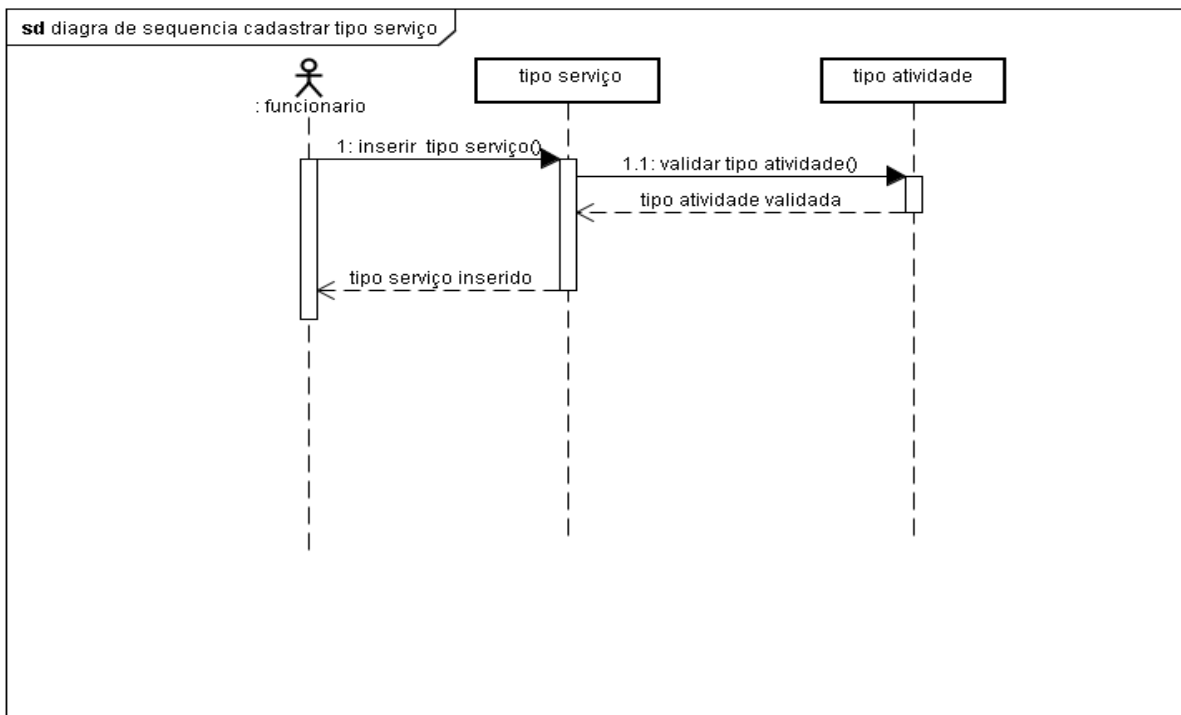 sd diagra de sequencia cadastrar tipo serviço
: funcionario
tipo serviço
tipo atividade
1: inserir  tipo serviço()
1.1: validar tipo atividade()
tipo atividade validada
tipo serviço inserido